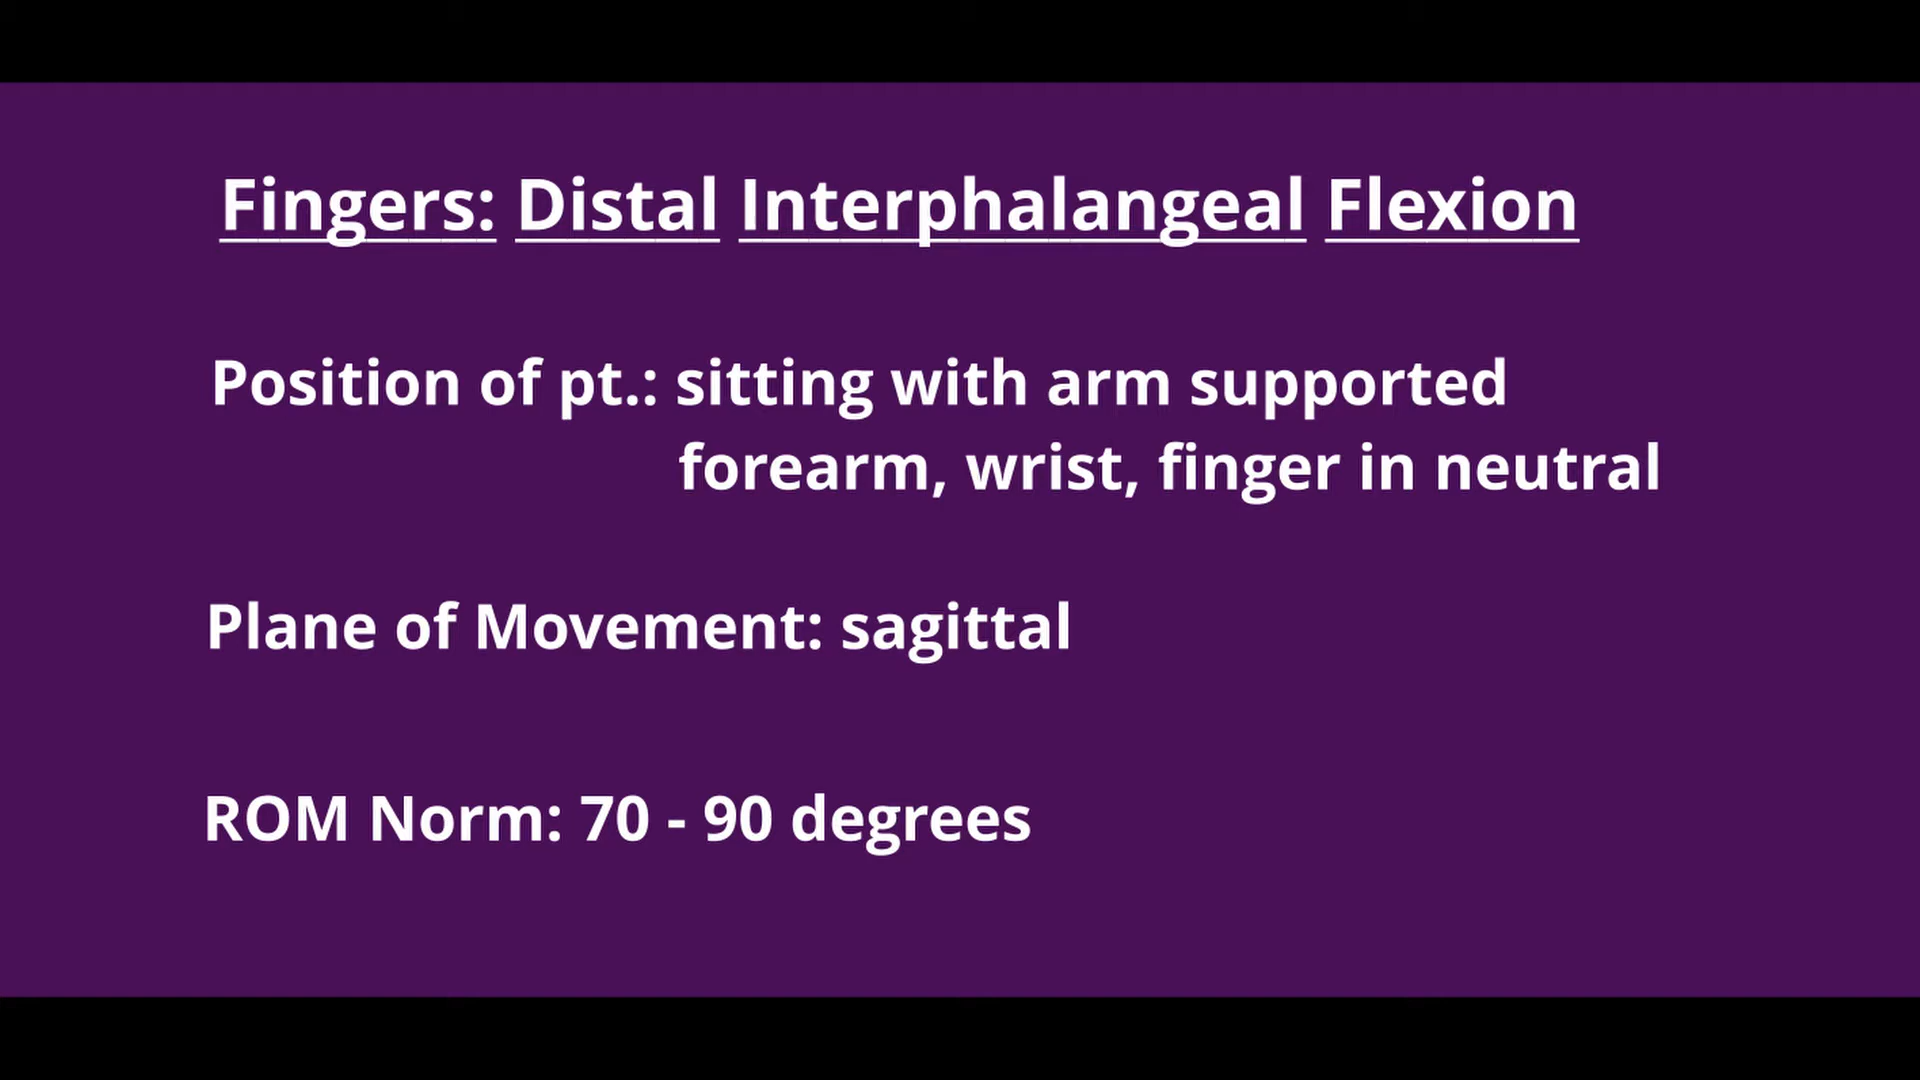 Fingers: Distal Interphalangeal Flexion
Position of pt.: sitting with arm supported
forearm, wrist, finger in neutral
Plane of Movement: sagittal
ROM Norm: 70 - 90 degrees